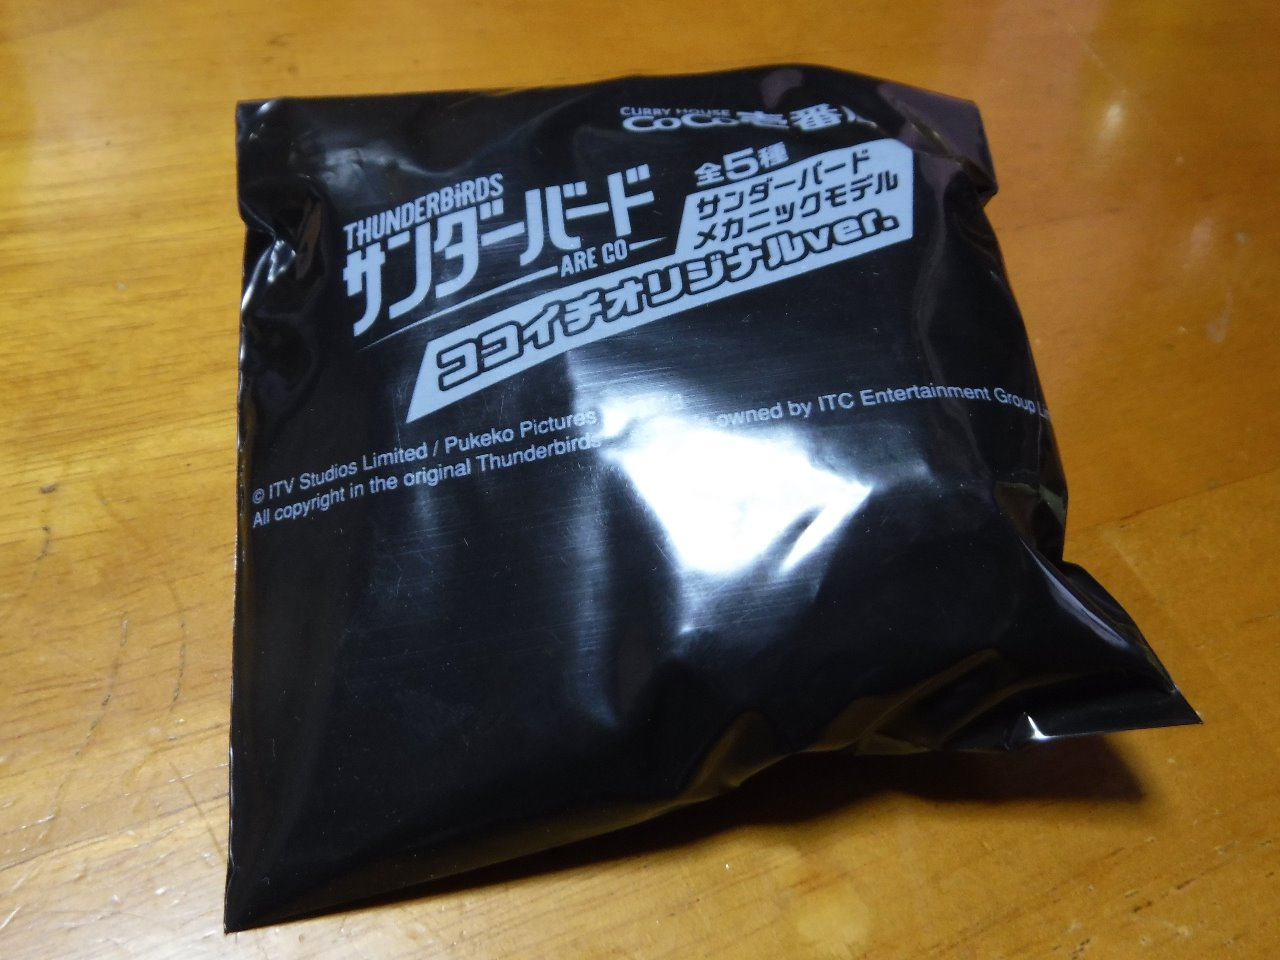 CURRY HOUSE
CoCo壱番
THUNDERBiRDS
サンダーバード
ARE GO
全5種
サンダーバード
メカニックモデル
ココイチオリジナルver.
© ITV Studios Limited / Pukeko Pictures
All copyright in the original Thunderbirds owned by ITC Entertainment Group